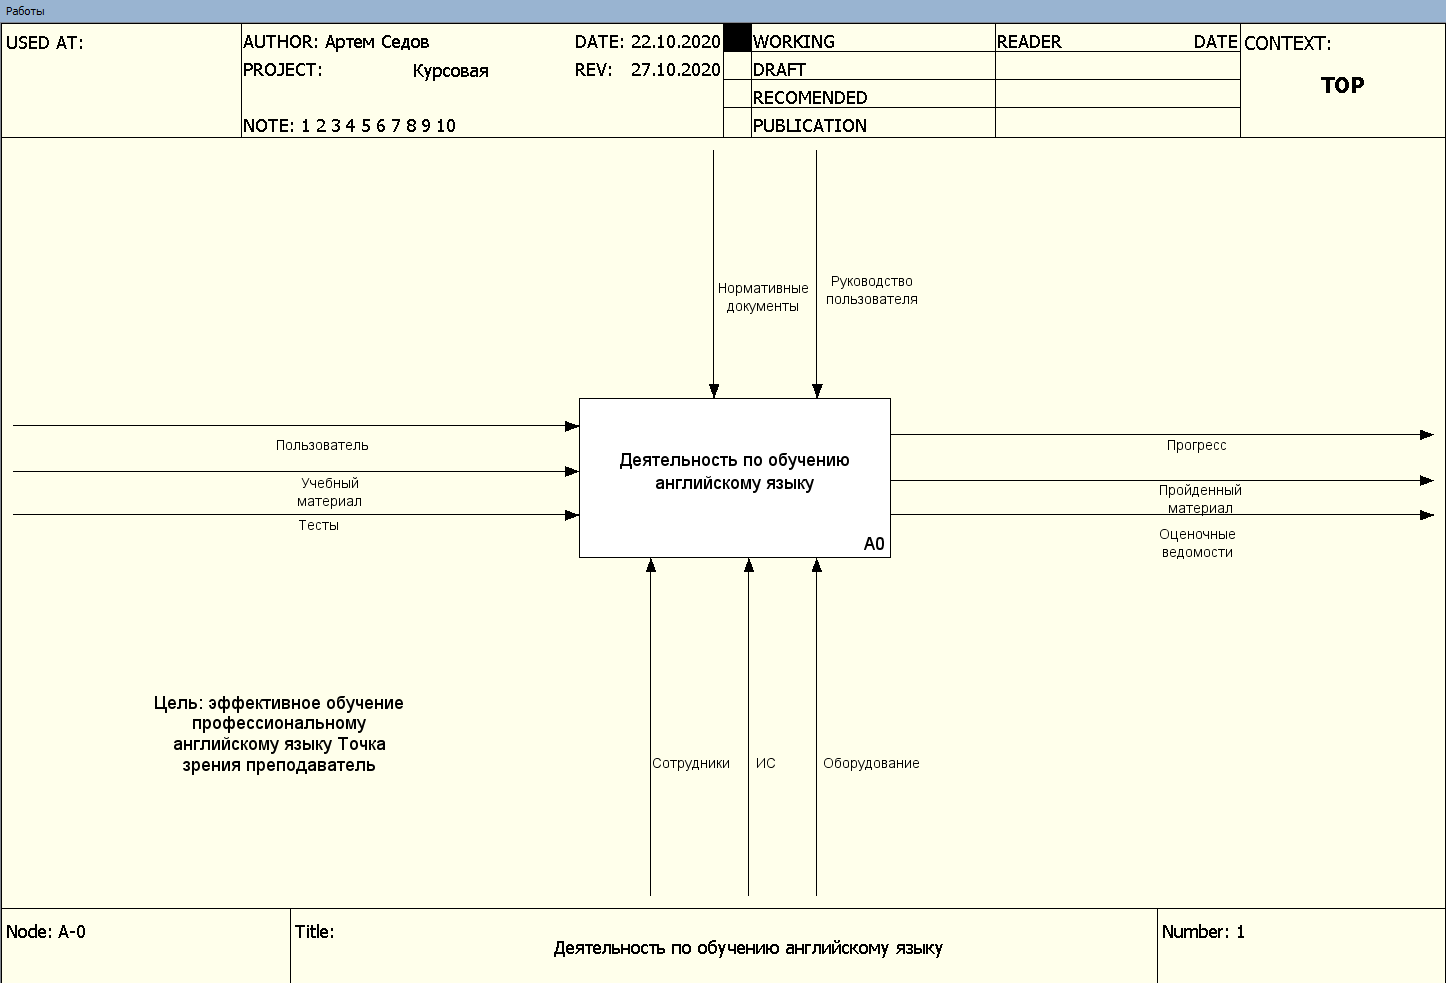 Работы
USED AT:
AUTHOR: Артем Седов
DATE: 22.10.2020
PROJECT: Курсовая
REV: 27.10.2020
NOTE: 1 2 3 4 5 6 7 8 9 10
WORKING
DRAFT
RECOMENDED
PUBLICATION
READER DATE
CONTEXT:
TOP
Нормативные
документы
Руководство
пользователя
Пользователь
Учебный
материал
Тесты
Деятельность по обучению
английскому языку
A0
Прогресс
Пройденный
материал
Оценочные
ведомости
Цель: эффективное обучение
профессиональному
английскому языку Точка
зрения преподаватель
Сотрудники
ИС
Оборудование
Node: A-0
Title:
Деятельность по обучению английскому языку
Number: 1